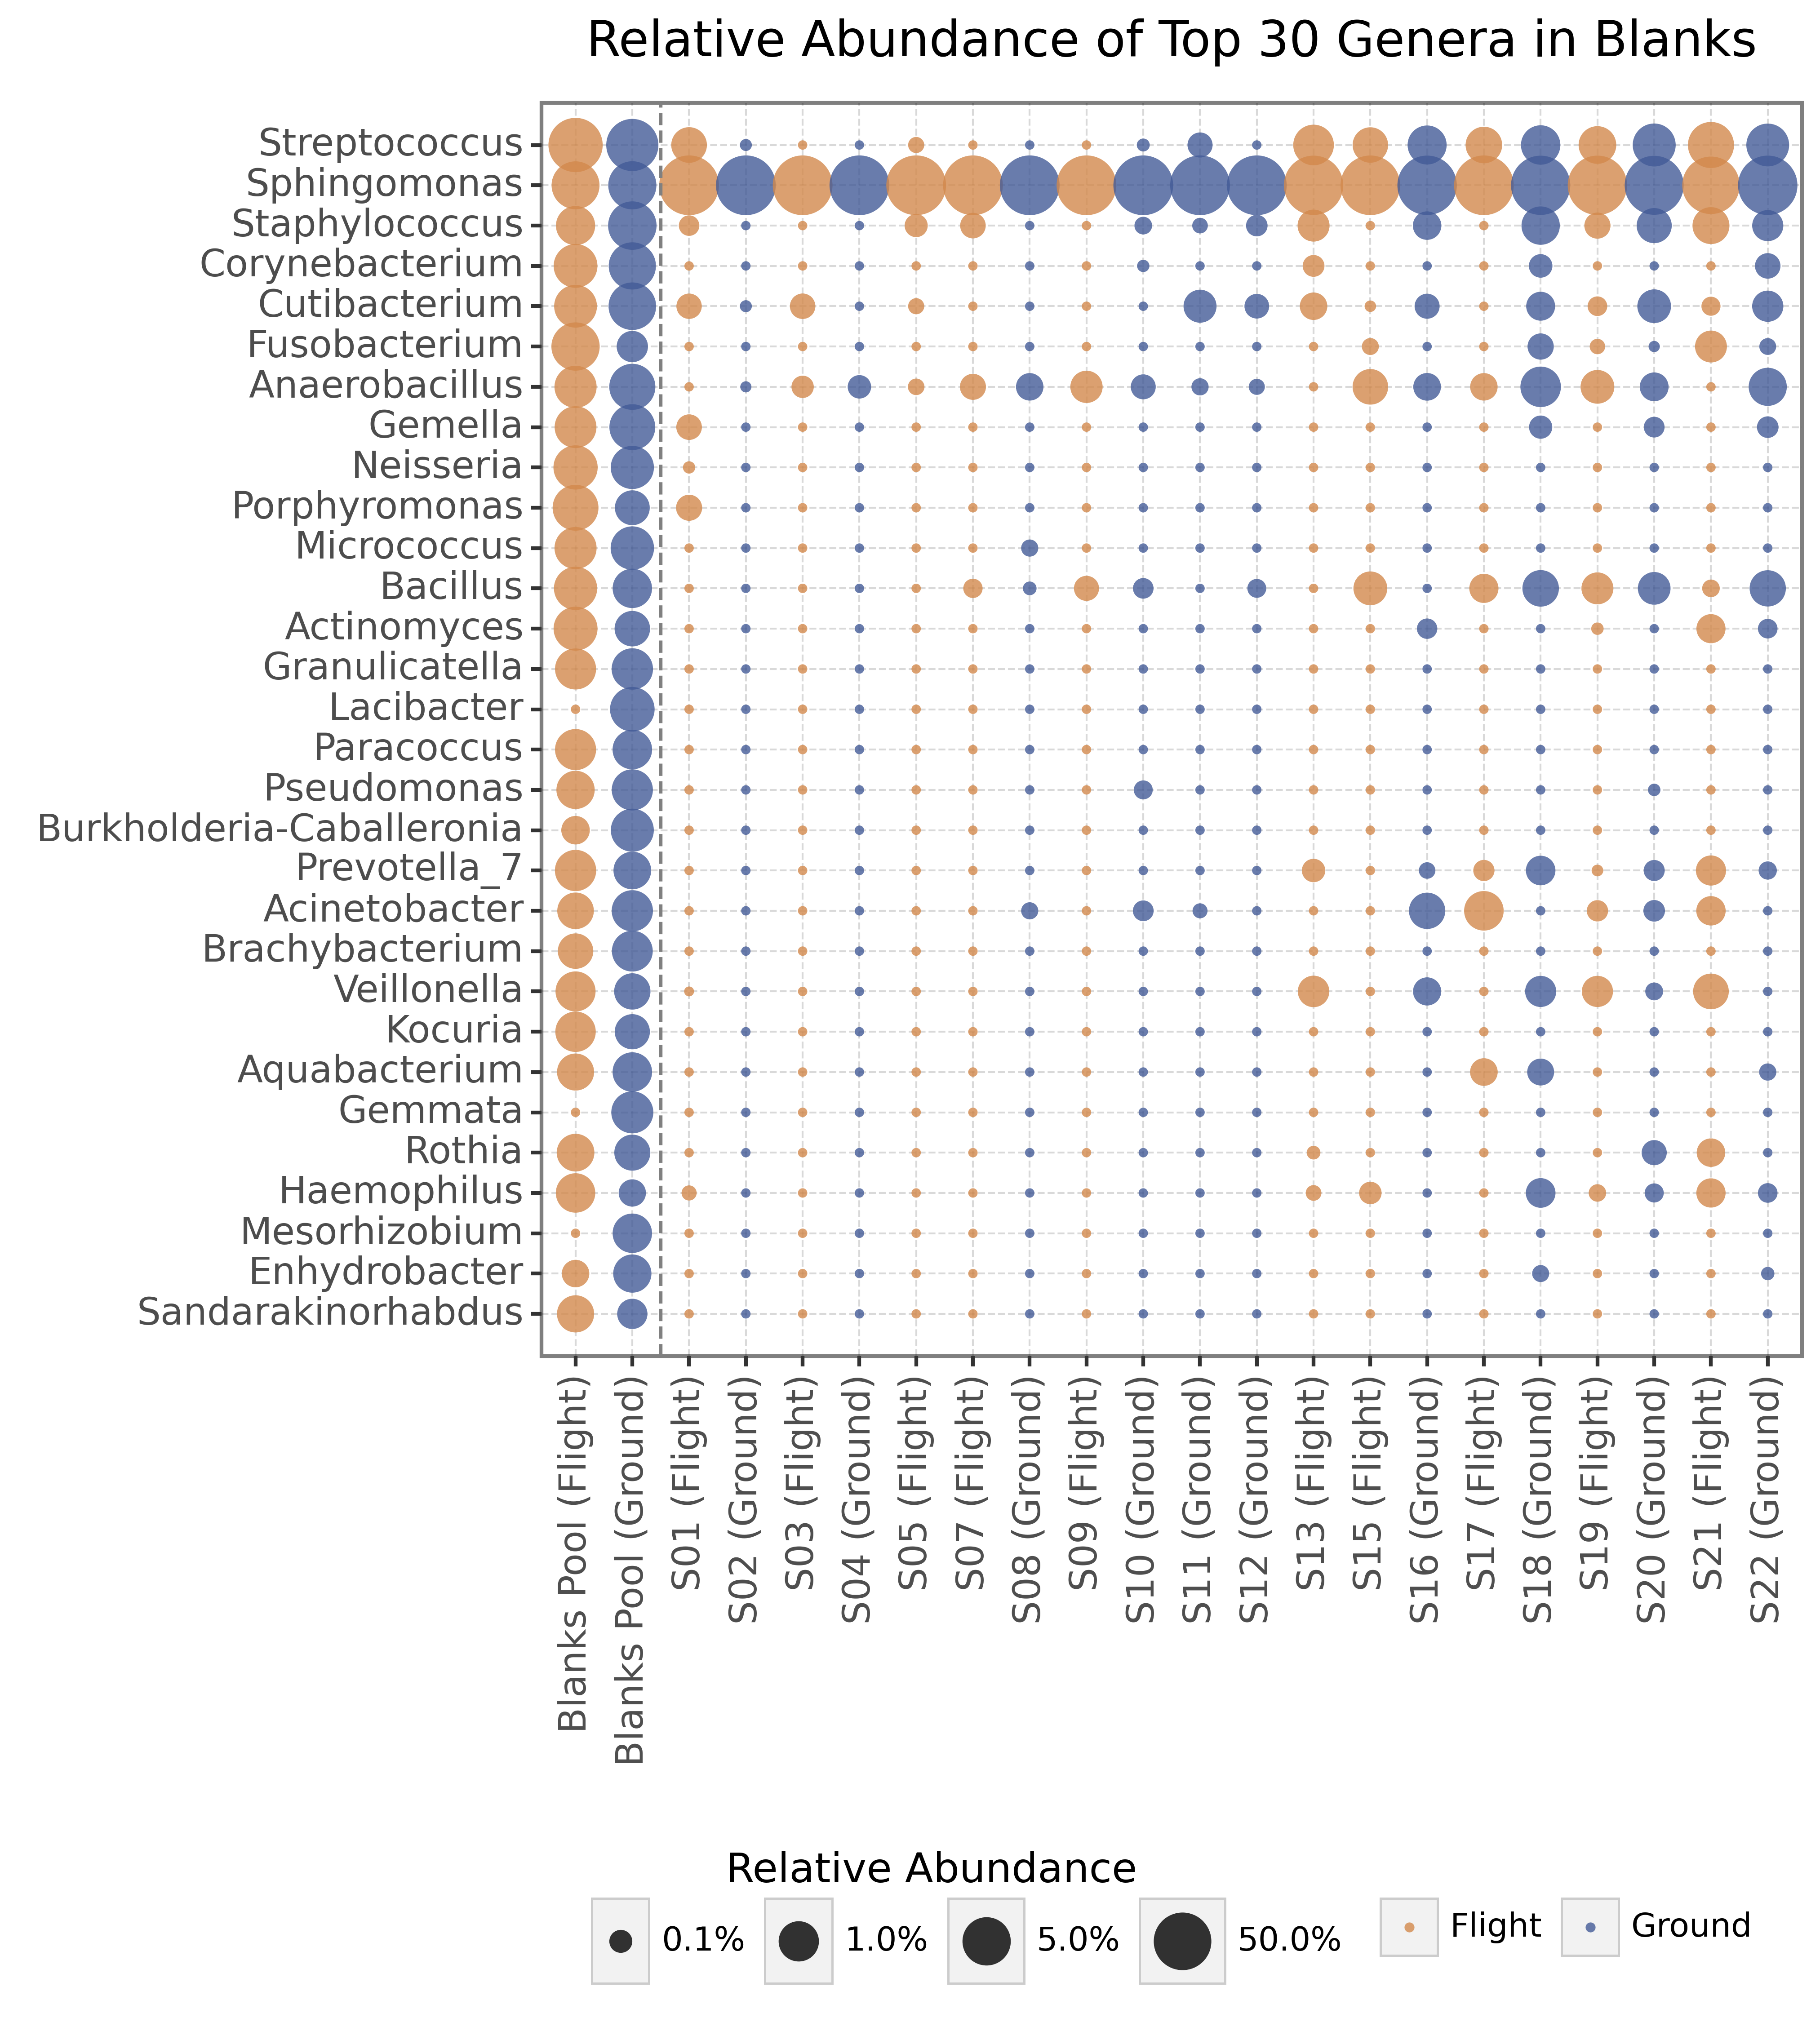 Relative Abundance of Top 30 Genera in Blanks
Streptococcus
Sphingomonas
Staphylococcus
Corynebacterium
Cutibacterium
Fusobacterium
Anaerobacillus
Gemella
Neisseria
Porphyromonas
Micrococcus
Bacillus
Actinomyces
Granulicatella
Lacibacter
Paracoccus
Pseudomonas
Burkholderia-Caballeronia
Prevotella_7
Acinetobacter
Brachybacterium
Veillonella
Kocuria
Aquabacterium
Gemmata
Rothia
Haemophilus
Mesorhizobium
Enhydrobacter
Sandarakinorhabdus
Blanks Pool (Flight)
Blanks Pool (Ground)
S01 (Flight)
S02 (Ground)
S03 (Flight)
S04 (Ground)
S05 (Flight)
S07 (Flight)
S08 (Ground)
S09 (Flight)
S10 (Ground)
S11 (Ground)
S12 (Ground)
S13 (Flight)
S15 (Flight)
S16 (Ground)
S17 (Flight)
S18 (Ground)
S19 (Flight)
S20 (Ground)
S21 (Flight)
S22 (Ground)
Relative Abundance
0.1% 1.0% 5.0% 50.0% Flight Ground